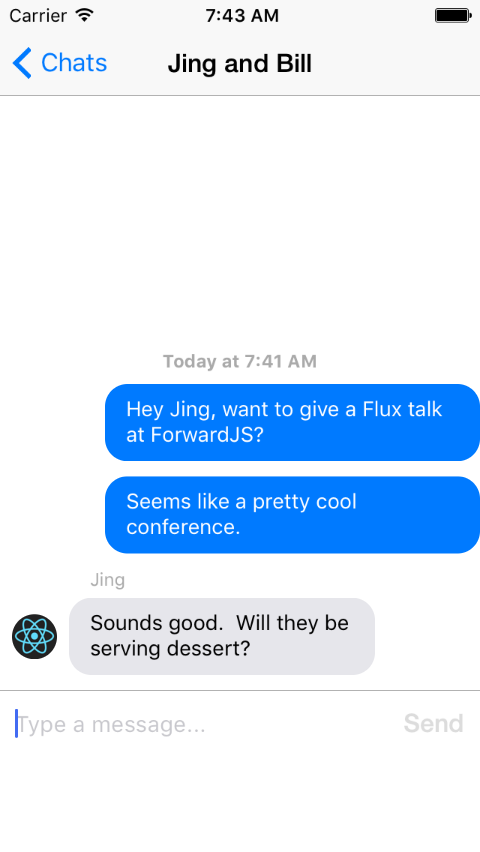 Carrier 7:43 AM
Chats Jing and Bill
Today at 7:41 AM
Hey Jing, want to give a Flux talk
at ForwardJS?
Seems like a pretty cool
conference.
Jing
Sounds good.  Will they be
serving dessert?
Type a message... Send